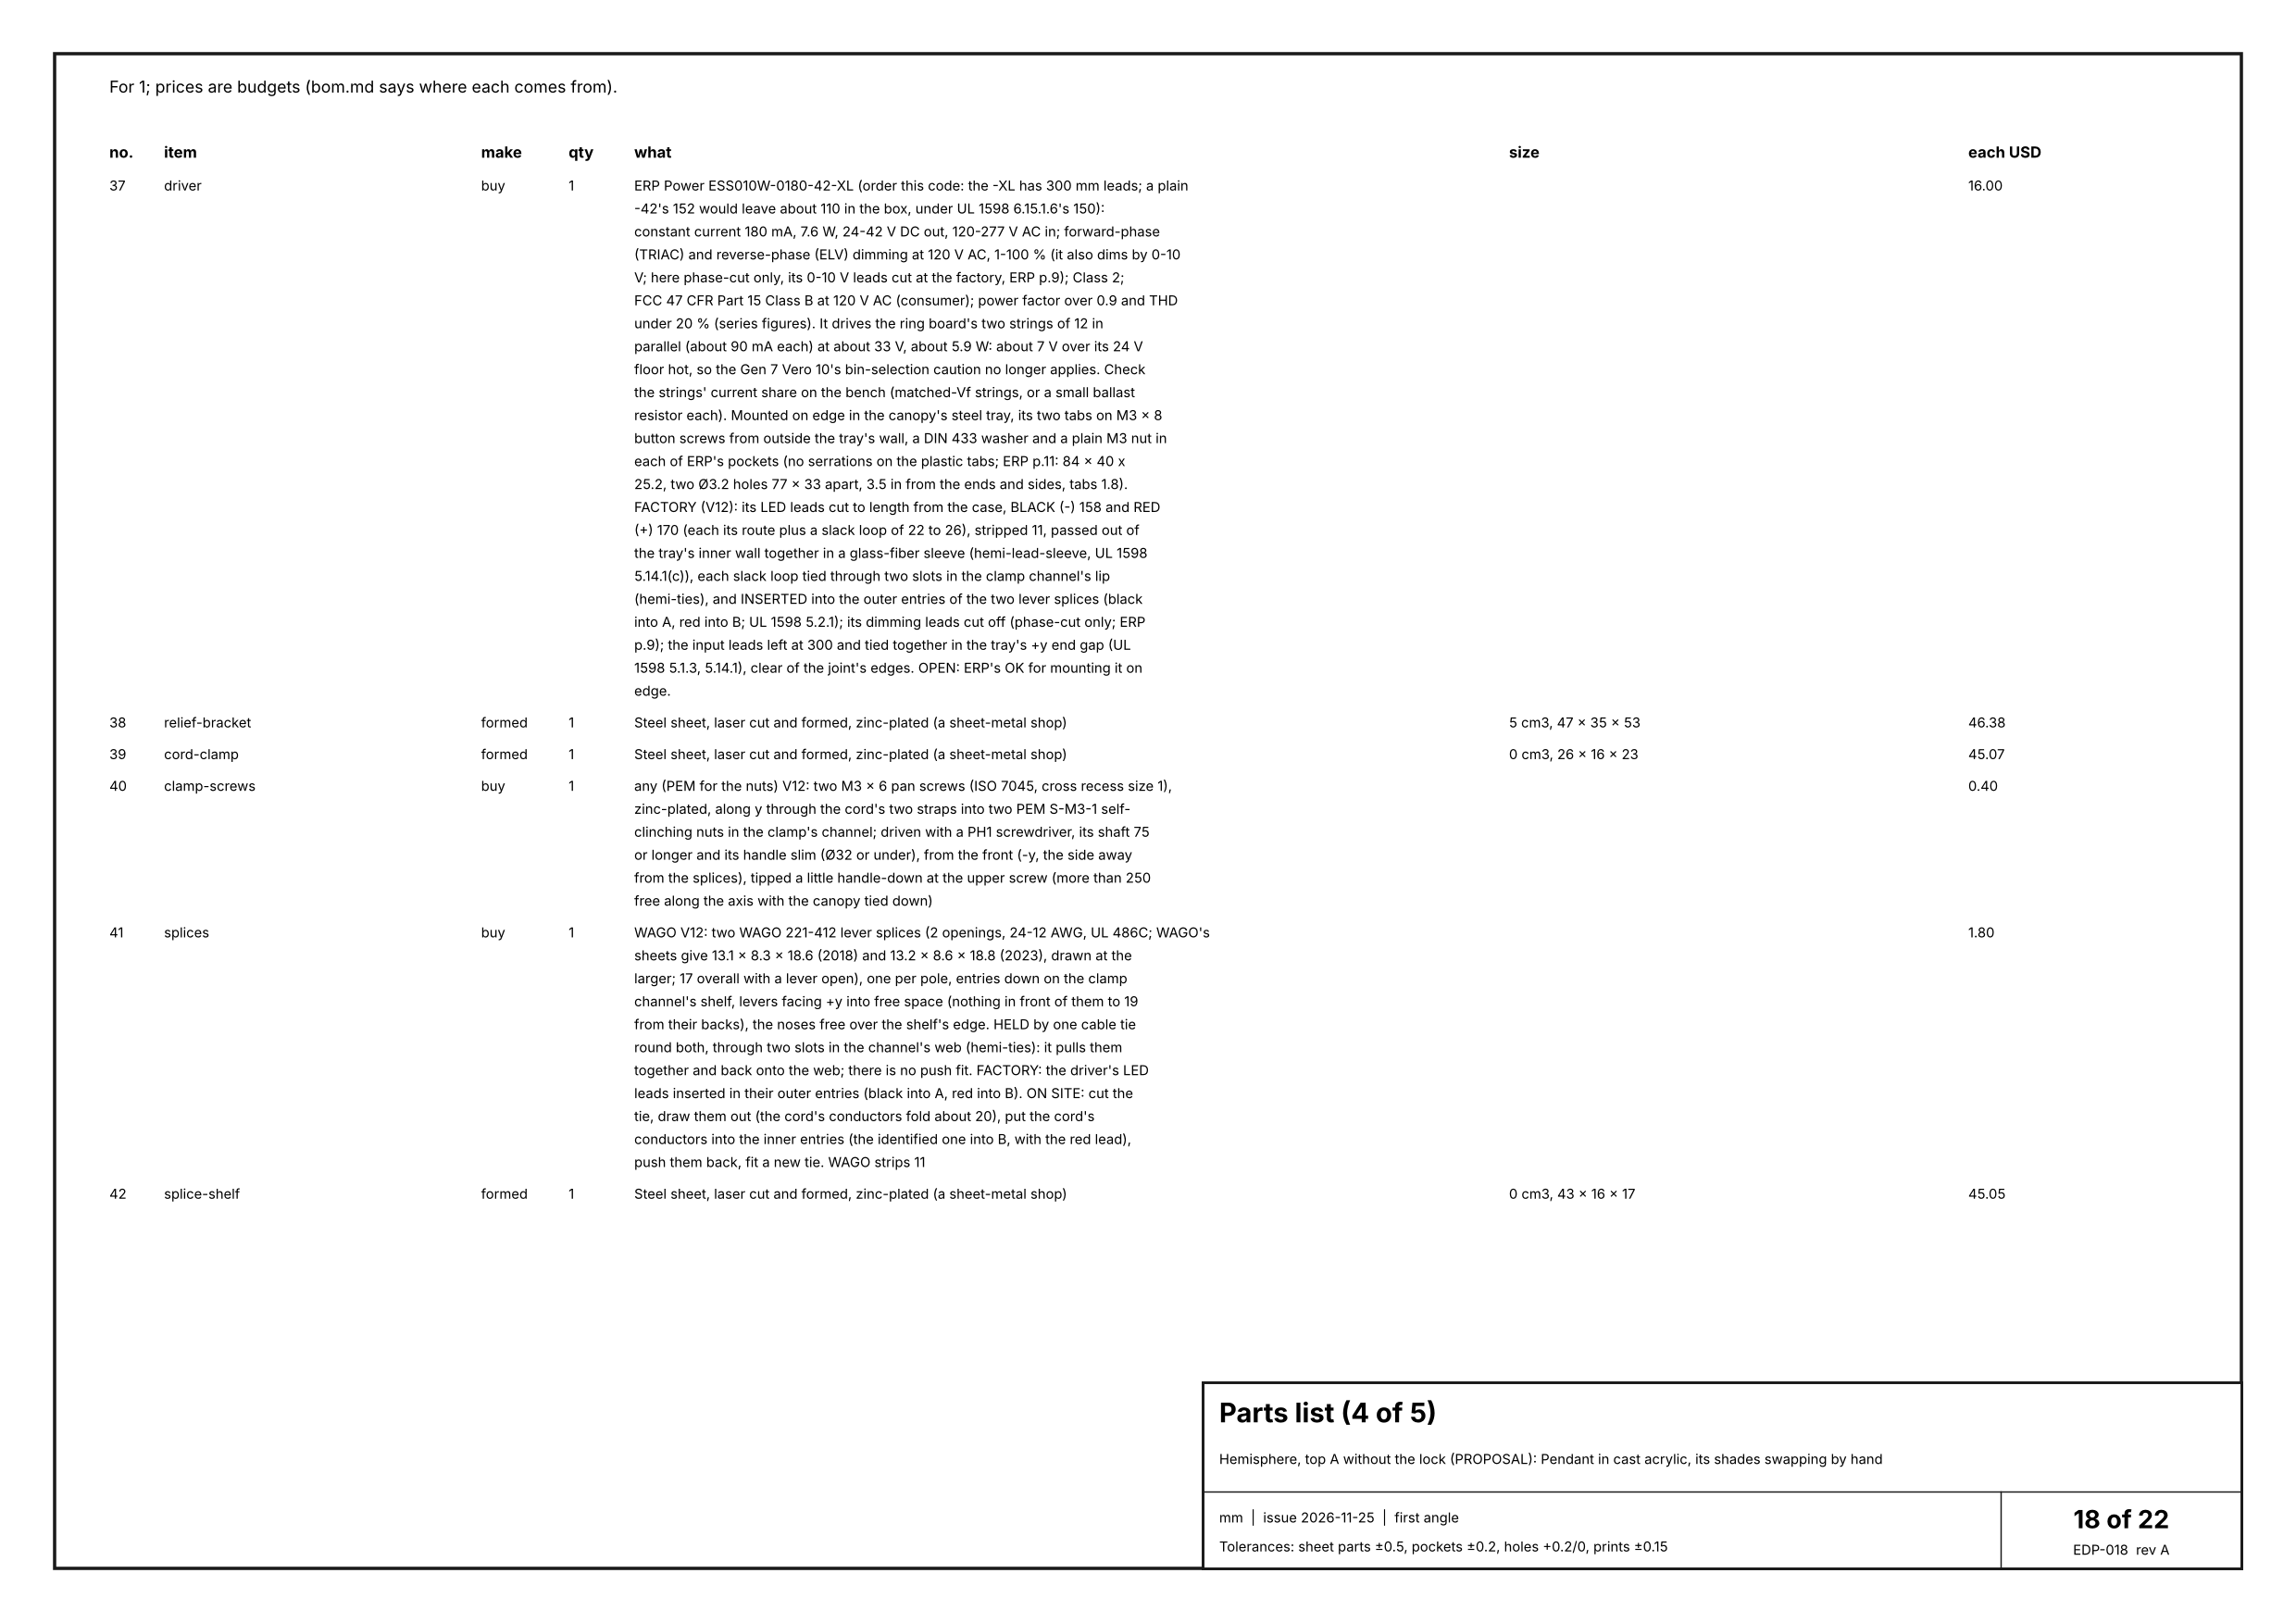 For 1; prices are budgets (bom.md says where each comes from).
no. item make qty what size each USD
37 driver buy 1 ERP Power ESS010W-0180-42-XL (order this code: the -XL has 300 mm leads; a plain 16.00
-42's 152 would leave about 110 in the box, under UL 1598 6.15.1.6's 150):
constant current 180 mA, 7.6 W, 24-42 V DC out, 120-277 V AC in; forward-phase
(TRIAC) and reverse-phase (ELV) dimming at 120 V AC, 1-100 % (it also dims by 0-10
V; here phase-cut only, its 0-10 V leads cut at the factory, ERP p.9); Class 2;
FCC 47 CFR Part 15 Class B at 120 V AC (consumer); power factor over 0.9 and THD
under 20 % (series figures). It drives the ring board's two strings of 12 in
parallel (about 90 mA each) at about 33 V, about 5.9 W: about 7 V over its 24 V
floor hot, so the Gen 7 Vero 10's bin-selection caution no longer applies. Check
the strings' current share on the bench (matched-Vf strings, or a small ballast
resistor each). Mounted on edge in the canopy's steel tray, its two tabs on M3 × 8
button screws from outside the tray's wall, a DIN 433 washer and a plain M3 nut in
each of ERP's pockets (no serrations on the plastic tabs; ERP p.11: 84 × 40 x
25.2, two Ø3.2 holes 77 × 33 apart, 3.5 in from the ends and sides, tabs 1.8).
FACTORY (V12): its LED leads cut to length from the case, BLACK (-) 158 and RED
(+) 170 (each its route plus a slack loop of 22 to 26), stripped 11, passed out of
the tray's inner wall together in a glass-fiber sleeve (hemi-lead-sleeve, UL 1598
5.14.1(c)), each slack loop tied through two slots in the clamp channel's lip
(hemi-ties), and INSERTED into the outer entries of the two lever splices (black
into A, red into B; UL 1598 5.2.1); its dimming leads cut off (phase-cut only; ERP
p.9); the input leads left at 300 and tied together in the tray's +y end gap (UL
1598 5.1.3, 5.14.1), clear of the joint's edges. OPEN: ERP's OK for mounting it on
edge.
38 relief-bracket formed 1 Steel sheet, laser cut and formed, zinc-plated (a sheet-metal shop) 5 cm3, 47 × 35 × 53 46.38
39 cord-clamp formed 1 Steel sheet, laser cut and formed, zinc-plated (a sheet-metal shop) 0 cm3, 26 × 16 × 23 45.07
40 clamp-screws buy 1 any (PEM for the nuts) V12: two M3 × 6 pan screws (ISO 7045, cross recess size 1), 0.40
zinc-plated, along y through the cord's two straps into two PEM S-M3-1 self-
clinching nuts in the clamp's channel; driven with a PH1 screwdriver, its shaft 75
or longer and its handle slim (Ø32 or under), from the front (-y, the side away
from the splices), tipped a little handle-down at the upper screw (more than 250
free along the axis with the canopy tied down)
41 splices buy 1 WAGO V12: two WAGO 221-412 lever splices (2 openings, 24-12 AWG, UL 486C; WAGO's 1.80
sheets give 13.1 × 8.3 × 18.6 (2018) and 13.2 × 8.6 × 18.8 (2023), drawn at the
larger; 17 overall with a lever open), one per pole, entries down on the clamp
channel's shelf, levers facing +y into free space (nothing in front of them to 19
from their backs), the noses free over the shelf's edge. HELD by one cable tie
round both, through two slots in the channel's web (hemi-ties): it pulls them
together and back onto the web; there is no push fit. FACTORY: the driver's LED
leads inserted in their outer entries (black into A, red into B). ON SITE: cut the
tie, draw them out (the cord's conductors fold about 20), put the cord's
conductors into the inner entries (the identified one into B, with the red lead),
push them back, fit a new tie. WAGO strips 11
42 splice-shelf formed 1 Steel sheet, laser cut and formed, zinc-plated (a sheet-metal shop) 0 cm3, 43 × 16 × 17 45.05
Parts list (4 of 5)
Hemisphere, top A without the lock (PROPOSAL): Pendant in cast acrylic, its shades swapping by hand
mm | issue 2026-11-25 | first angle
Tolerances: sheet parts ±0.5, pockets ±0.2, holes +0.2/0, prints ±0.15
18 of 22
EDP-018 rev A